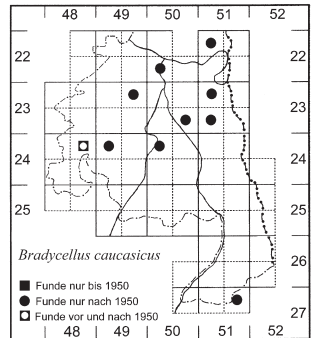 48 49 50 51 52
22 22
23 23
24 24
25 25
26
27
Bradycellus caucasicus
Funde nur bis 1950
Funde nur nach 1950
Funde vor und nach 1950
48 49 50 51 52